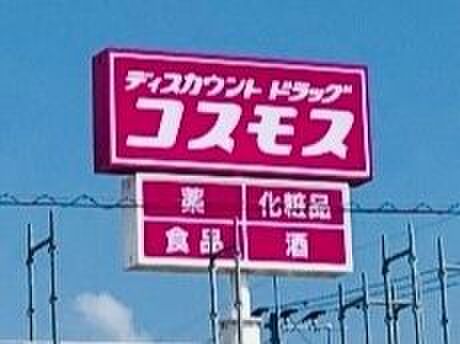 ディスカウント ドラッグ
コスモス
薬 化粧品
食品 酒